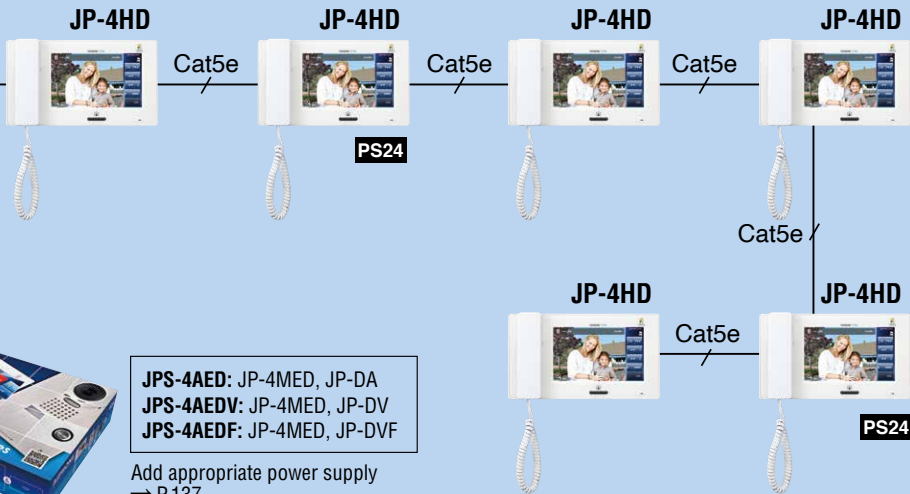 JP-4HD
JP-4HD
JP-4HD
JP-4HD
Cat5e
Cat5e
Cat5e
PS24
Cat5e
JP-4HD
JP-4HD
Cat5e
PS24
JPS-4AED: JP-4MED, JP-DA
JPS-4AEDV: JP-4MED, JP-DV
JPS-4AEDF: JP-4MED, JP-DVF
Add appropriate power supply
→ P.137